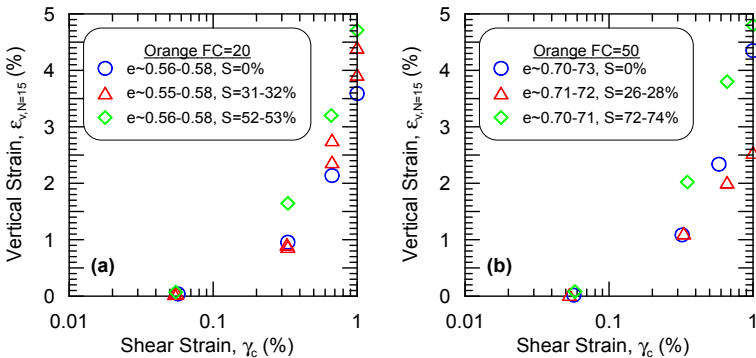 5
4
3
2
1
0
Vertical Strain, εv,N=15 (%)
Orange FC=20
e~0.56-0.58, S=0%
e~0.55-0.58, S=31-32%
e~0.56-0.58, S=52-53%
(a)
0.01
0.1
1
Shear Strain, γc (%)
5
4
3
2
1
0
Vertical Strain, εv,N=15 (%)
Orange FC=50
e~0.70-73, S=0%
e~0.71-72, S=26-28%
e~0.70-71, S=72-74%
(b)
0.01
0.1
1
Shear Strain, γc (%)